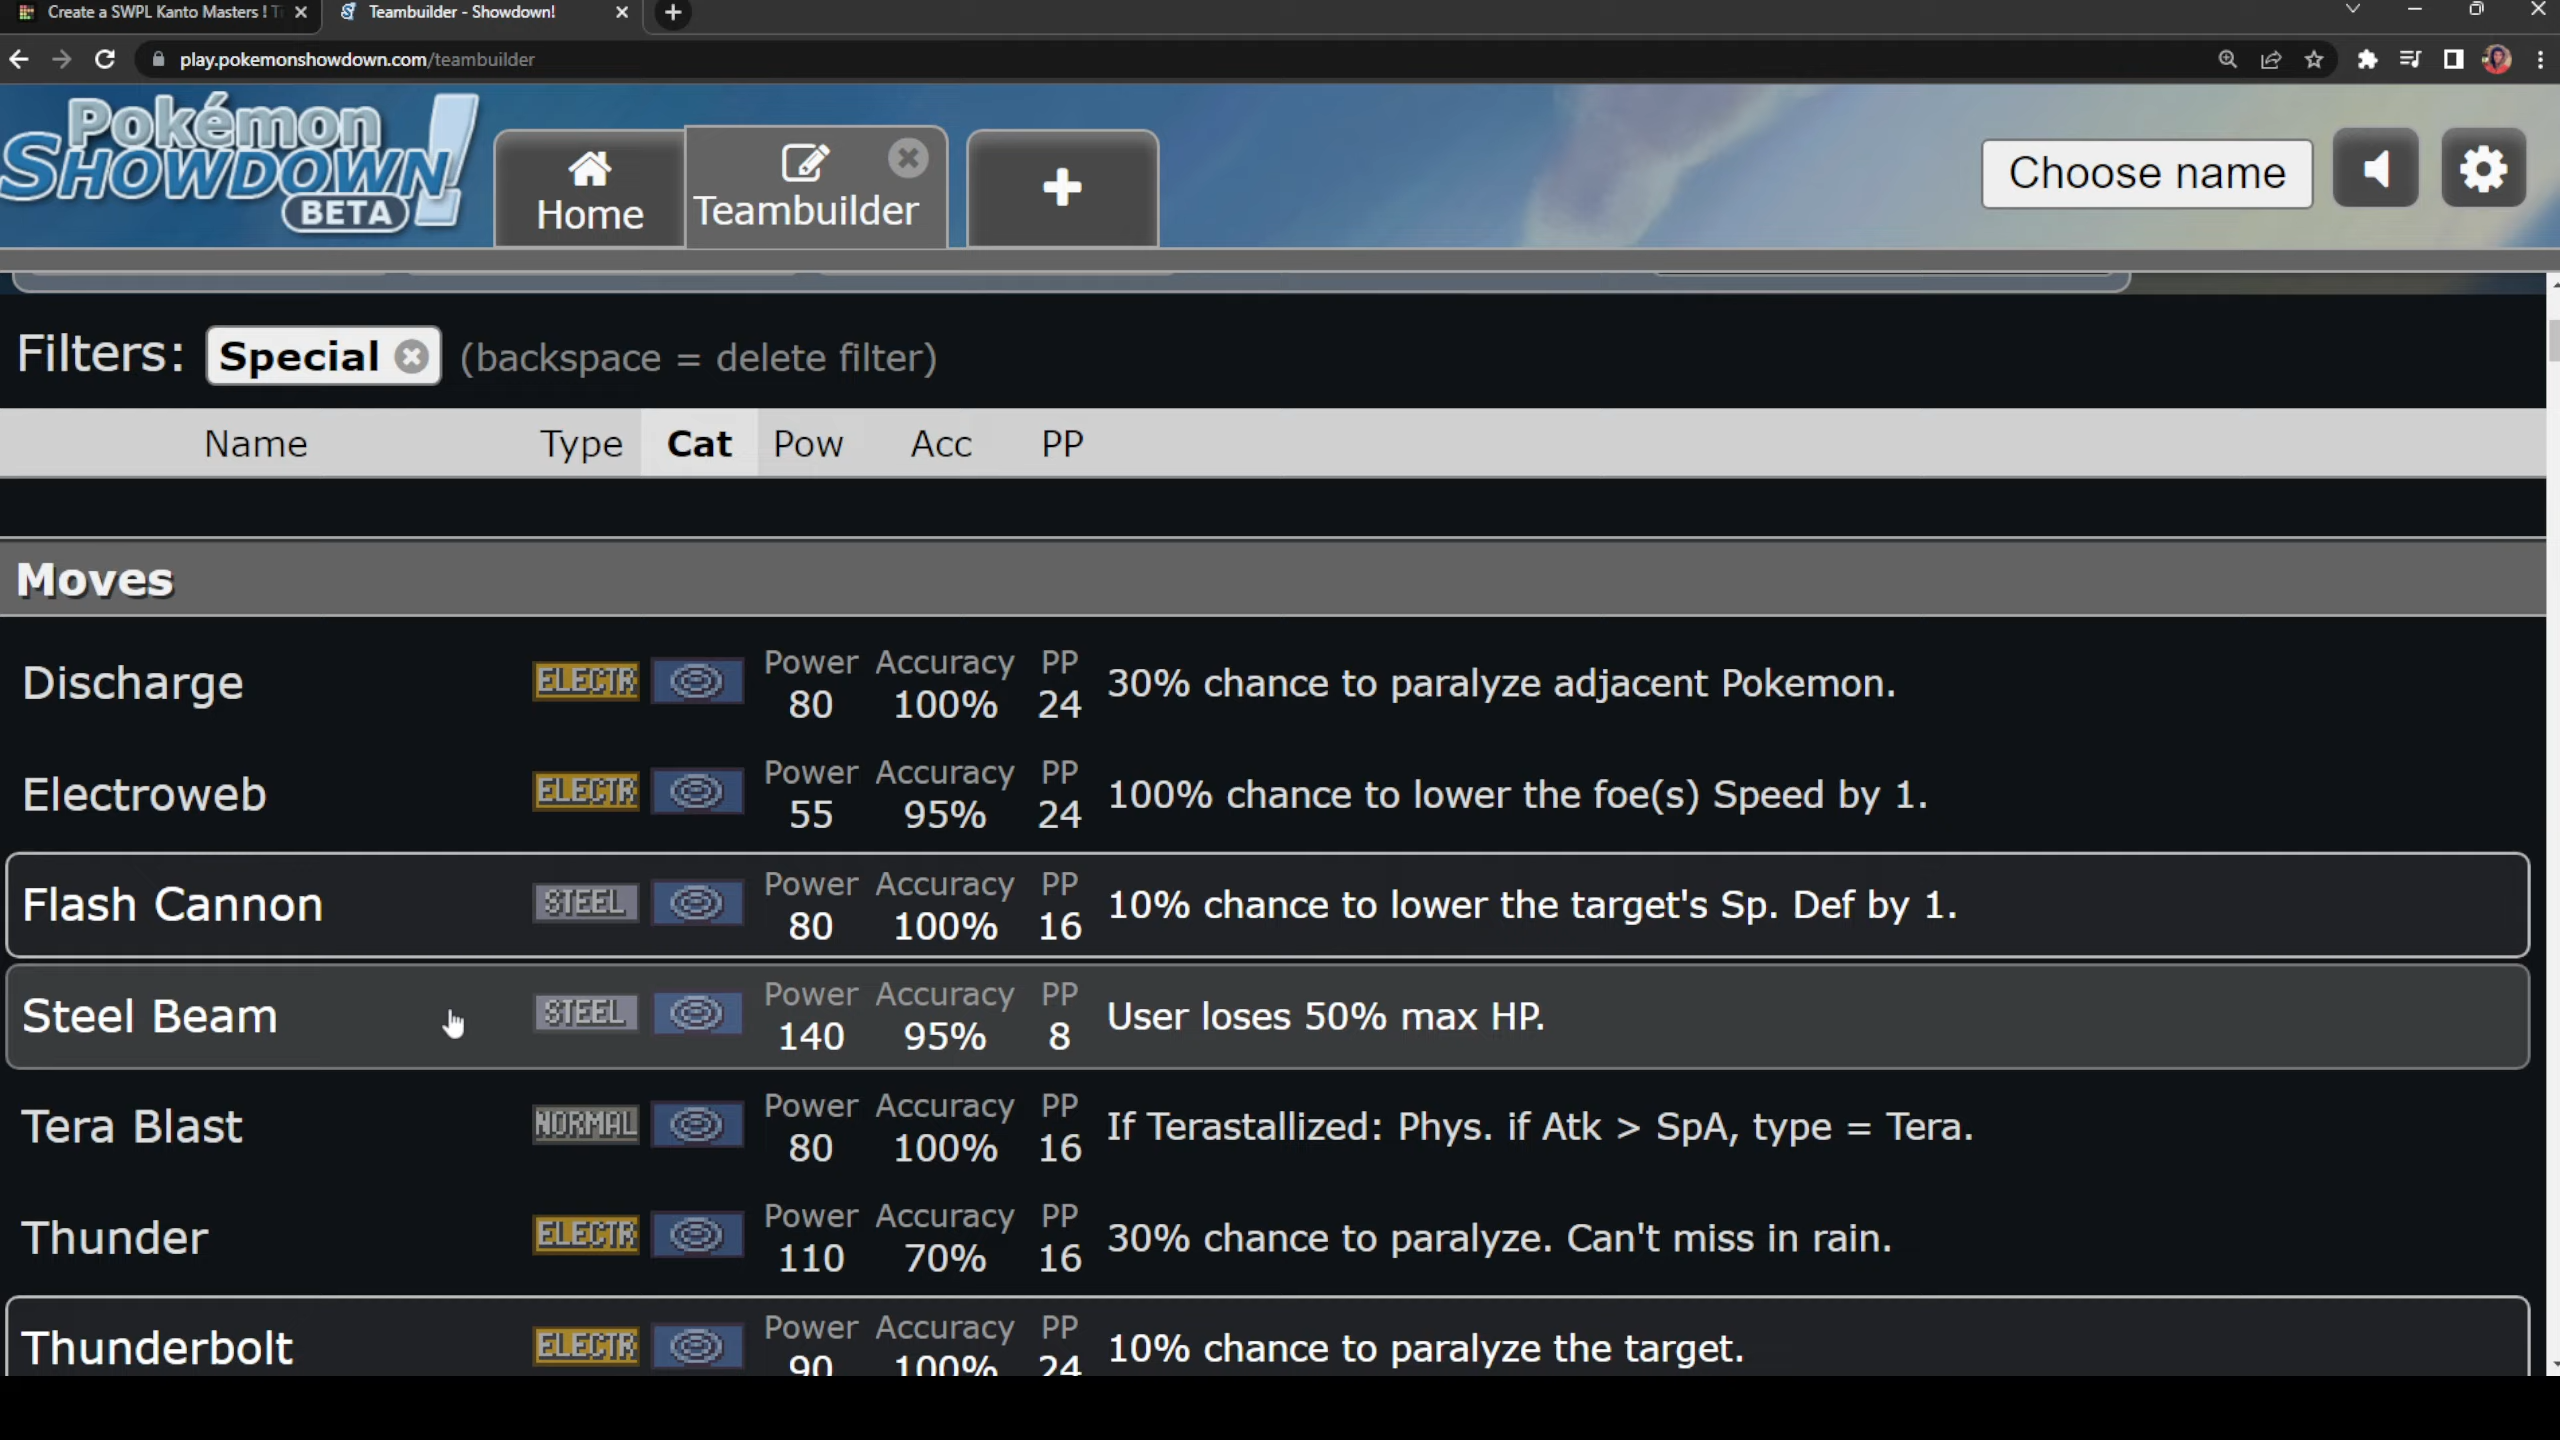 Create a SWPL Kanto Masters ! Ti
Teambuilder - Showdown!
play.pokemonshowdown.com/teambuilder
Pokémon
SHOWDOWN!
BETA
Home
Teambuilder
Choose name
Filters: Special (backspace = delete filter)
Name Type Cat Pow Acc PP
Moves
Discharge ELECTR Power 80 Accuracy 100% PP 24 30% chance to paralyze adjacent Pokemon.
Electroweb ELECTR Power 55 Accuracy 95% PP 24 100% chance to lower the foe(s) Speed by 1.
Flash Cannon STEEL Power 80 Accuracy 100% PP 16 10% chance to lower the target's Sp. Def by 1.
Steel Beam STEEL Power 140 Accuracy 95% PP 8 User loses 50% max HP.
Tera Blast NORMAL Power 80 Accuracy 100% PP 16 If Terastallized: Phys. if Atk > SpA, type = Tera.
Thunder ELECTR Power 110 Accuracy 70% PP 16 30% chance to paralyze. Can't miss in rain.
Thunderbolt ELECTR Power 90 Accuracy 100% PP 24 10% chance to paralyze the target.